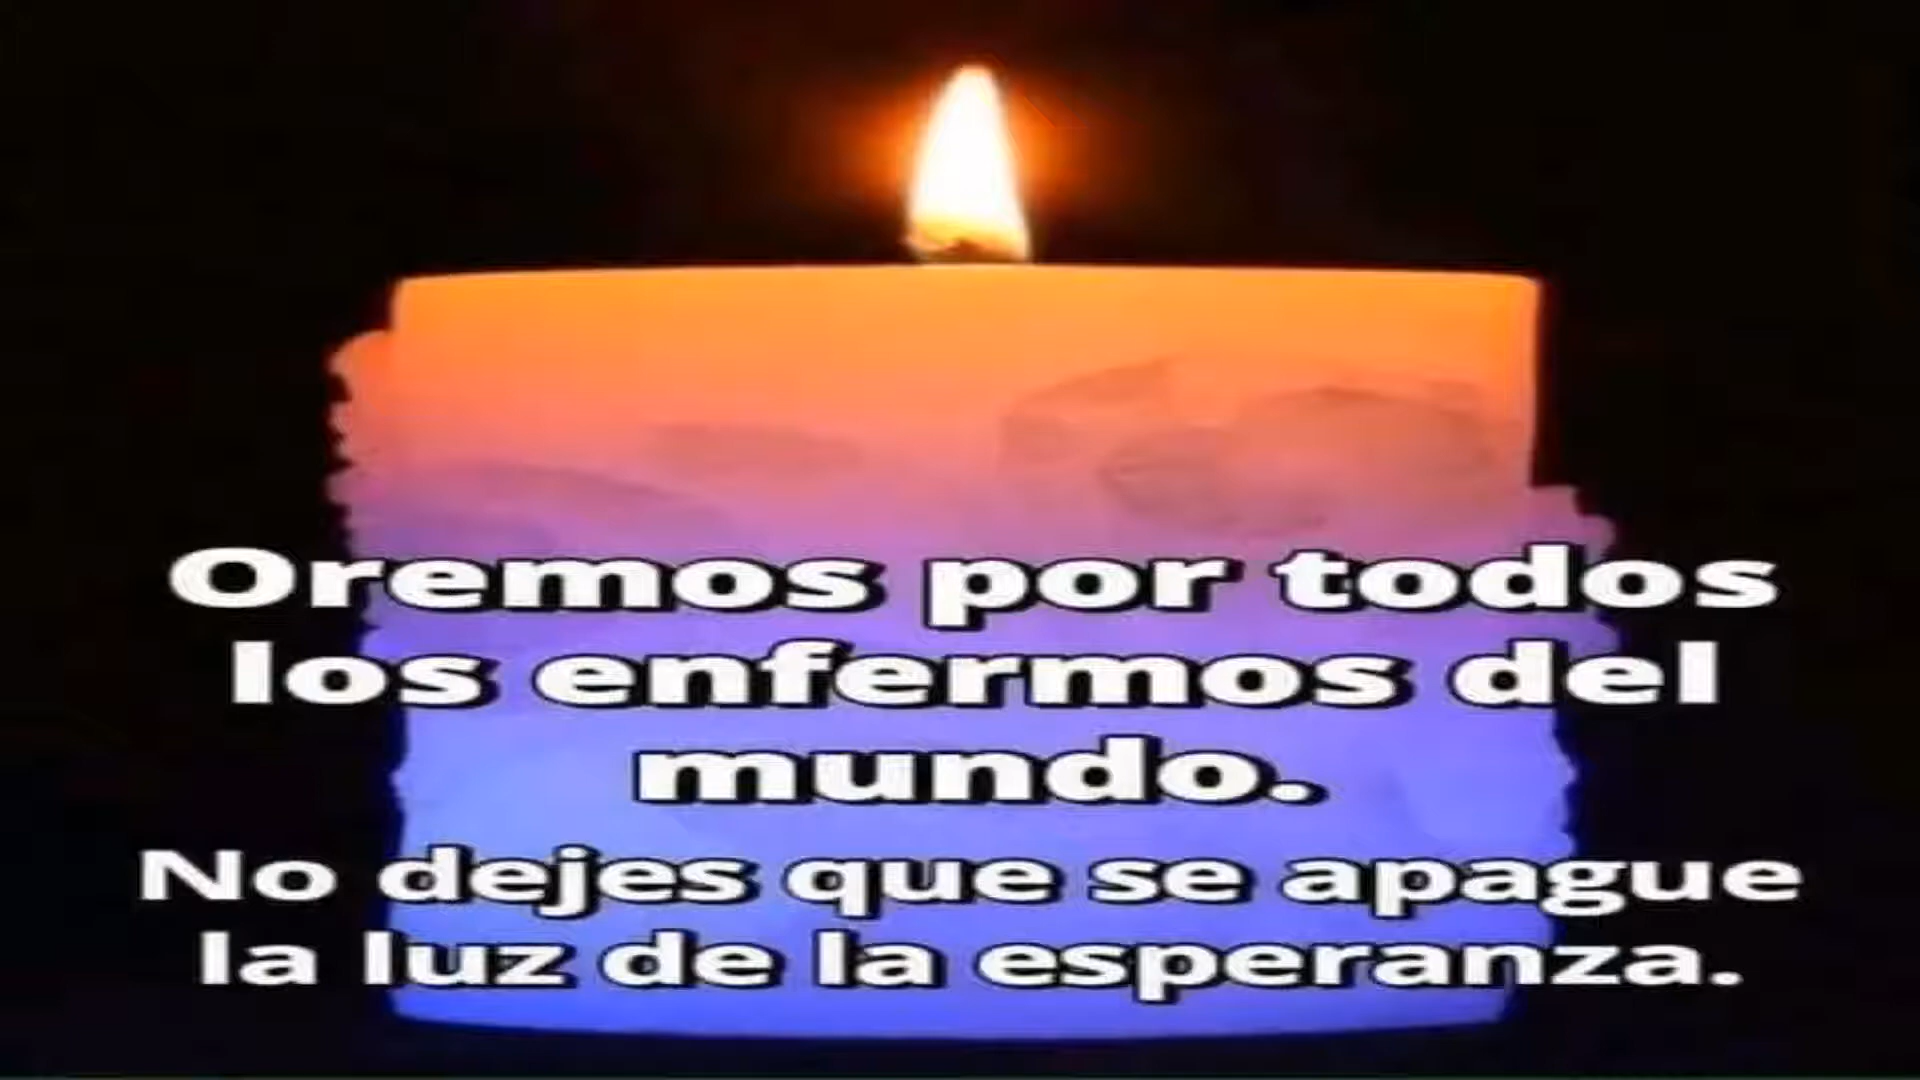 Oremos por todos
los enfermos del
mundo.
No dejes que se apague
la luz de la esperanza.